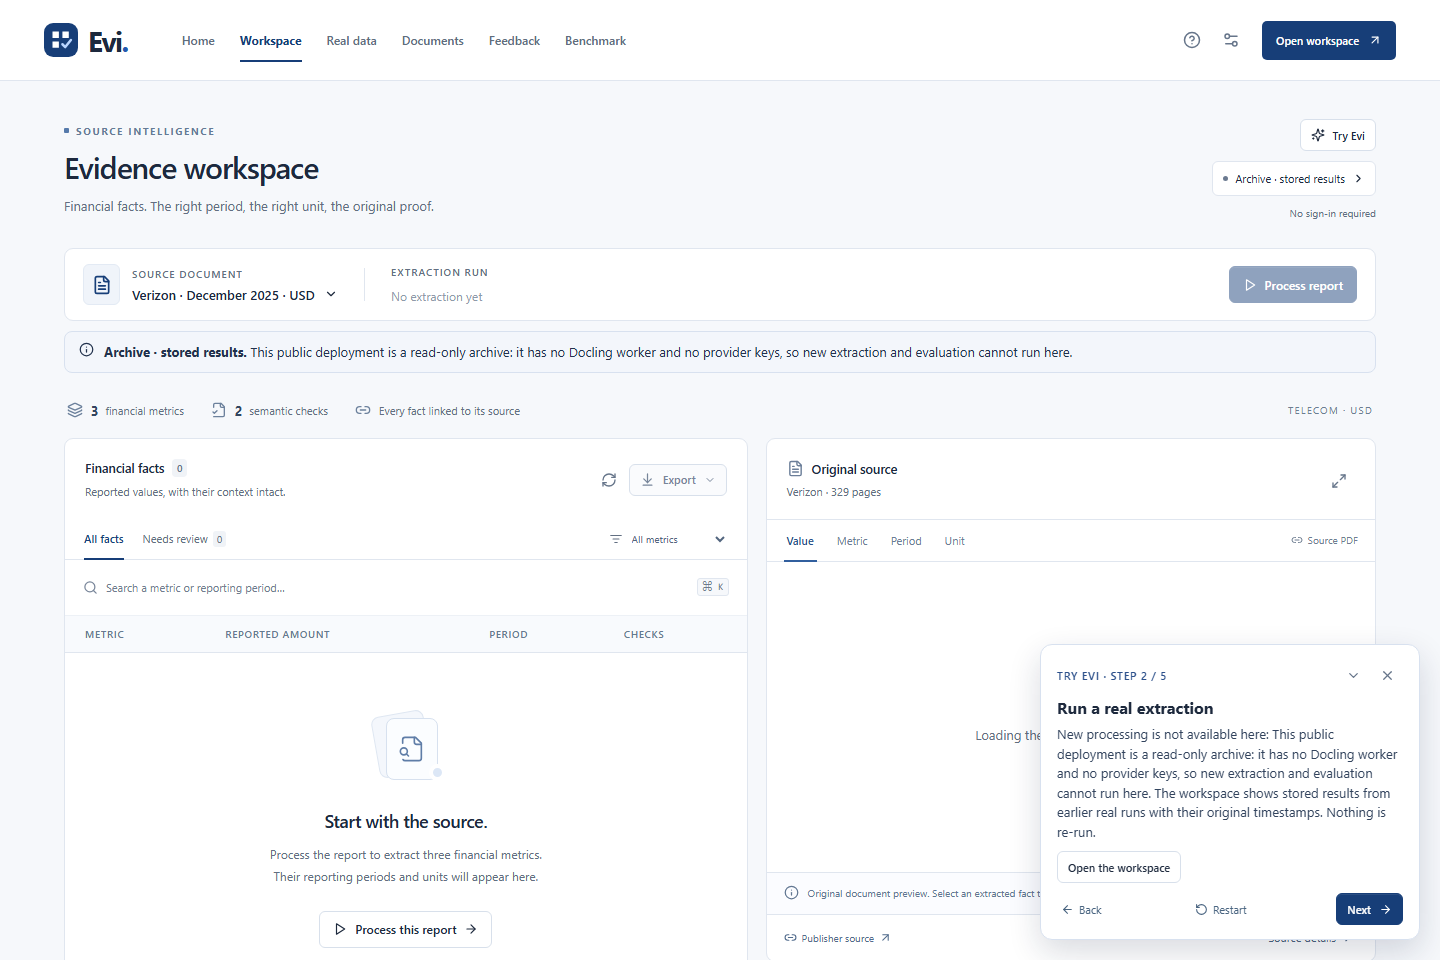 Evi.
Home
Workspace
Real data
Documents
Feedback
Benchmark
Open workspace
SOURCE INTELLIGENCE
Evidence workspace
Financial facts. The right period, the right unit, the original proof.
Try Evi
Archive · stored results
No sign-in required
SOURCE DOCUMENT
Verizon · December 2025 · USD
EXTRACTION RUN
No extraction yet
Process report
Archive · stored results. This public deployment is a read-only archive: it has no Docling worker and no provider keys, so new extraction and evaluation cannot run here.
3 financial metrics
2 semantic checks
Every fact linked to its source
TELECOM · USD
Financial facts 0
Reported values, with their context intact.
Export
All facts
Needs review 0
All metrics
Search a metric or reporting period...
⌘ K
METRIC
REPORTED AMOUNT
PERIOD
CHECKS
Start with the source.
Process the report to extract three financial metrics.
Their reporting periods and units will appear here.
Process this report
Original source
Verizon · 329 pages
Value
Metric
Period
Unit
Source PDF
Loading the
Original document preview. Select an extracted fact
Publisher source
Source details
TRY EVI · STEP 2 / 5
Run a real extraction
New processing is not available here: This public
deployment is a read-only archive: it has no Docling worker
and no provider keys, so new extraction and evaluation
cannot run here. The workspace shows stored results from
earlier real runs with their original timestamps. Nothing is
re-run.
Open the workspace
Back
Restart
Next